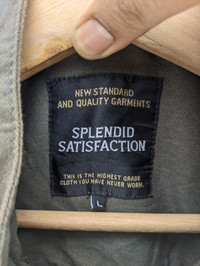 NEW STANDARD
AND QUALITY GARMENTS
SPLENDID
SATISFACTION
THIS IS THE HIGHEST GRADE
CLOTH YOU HAVE NEVER WORN.
L